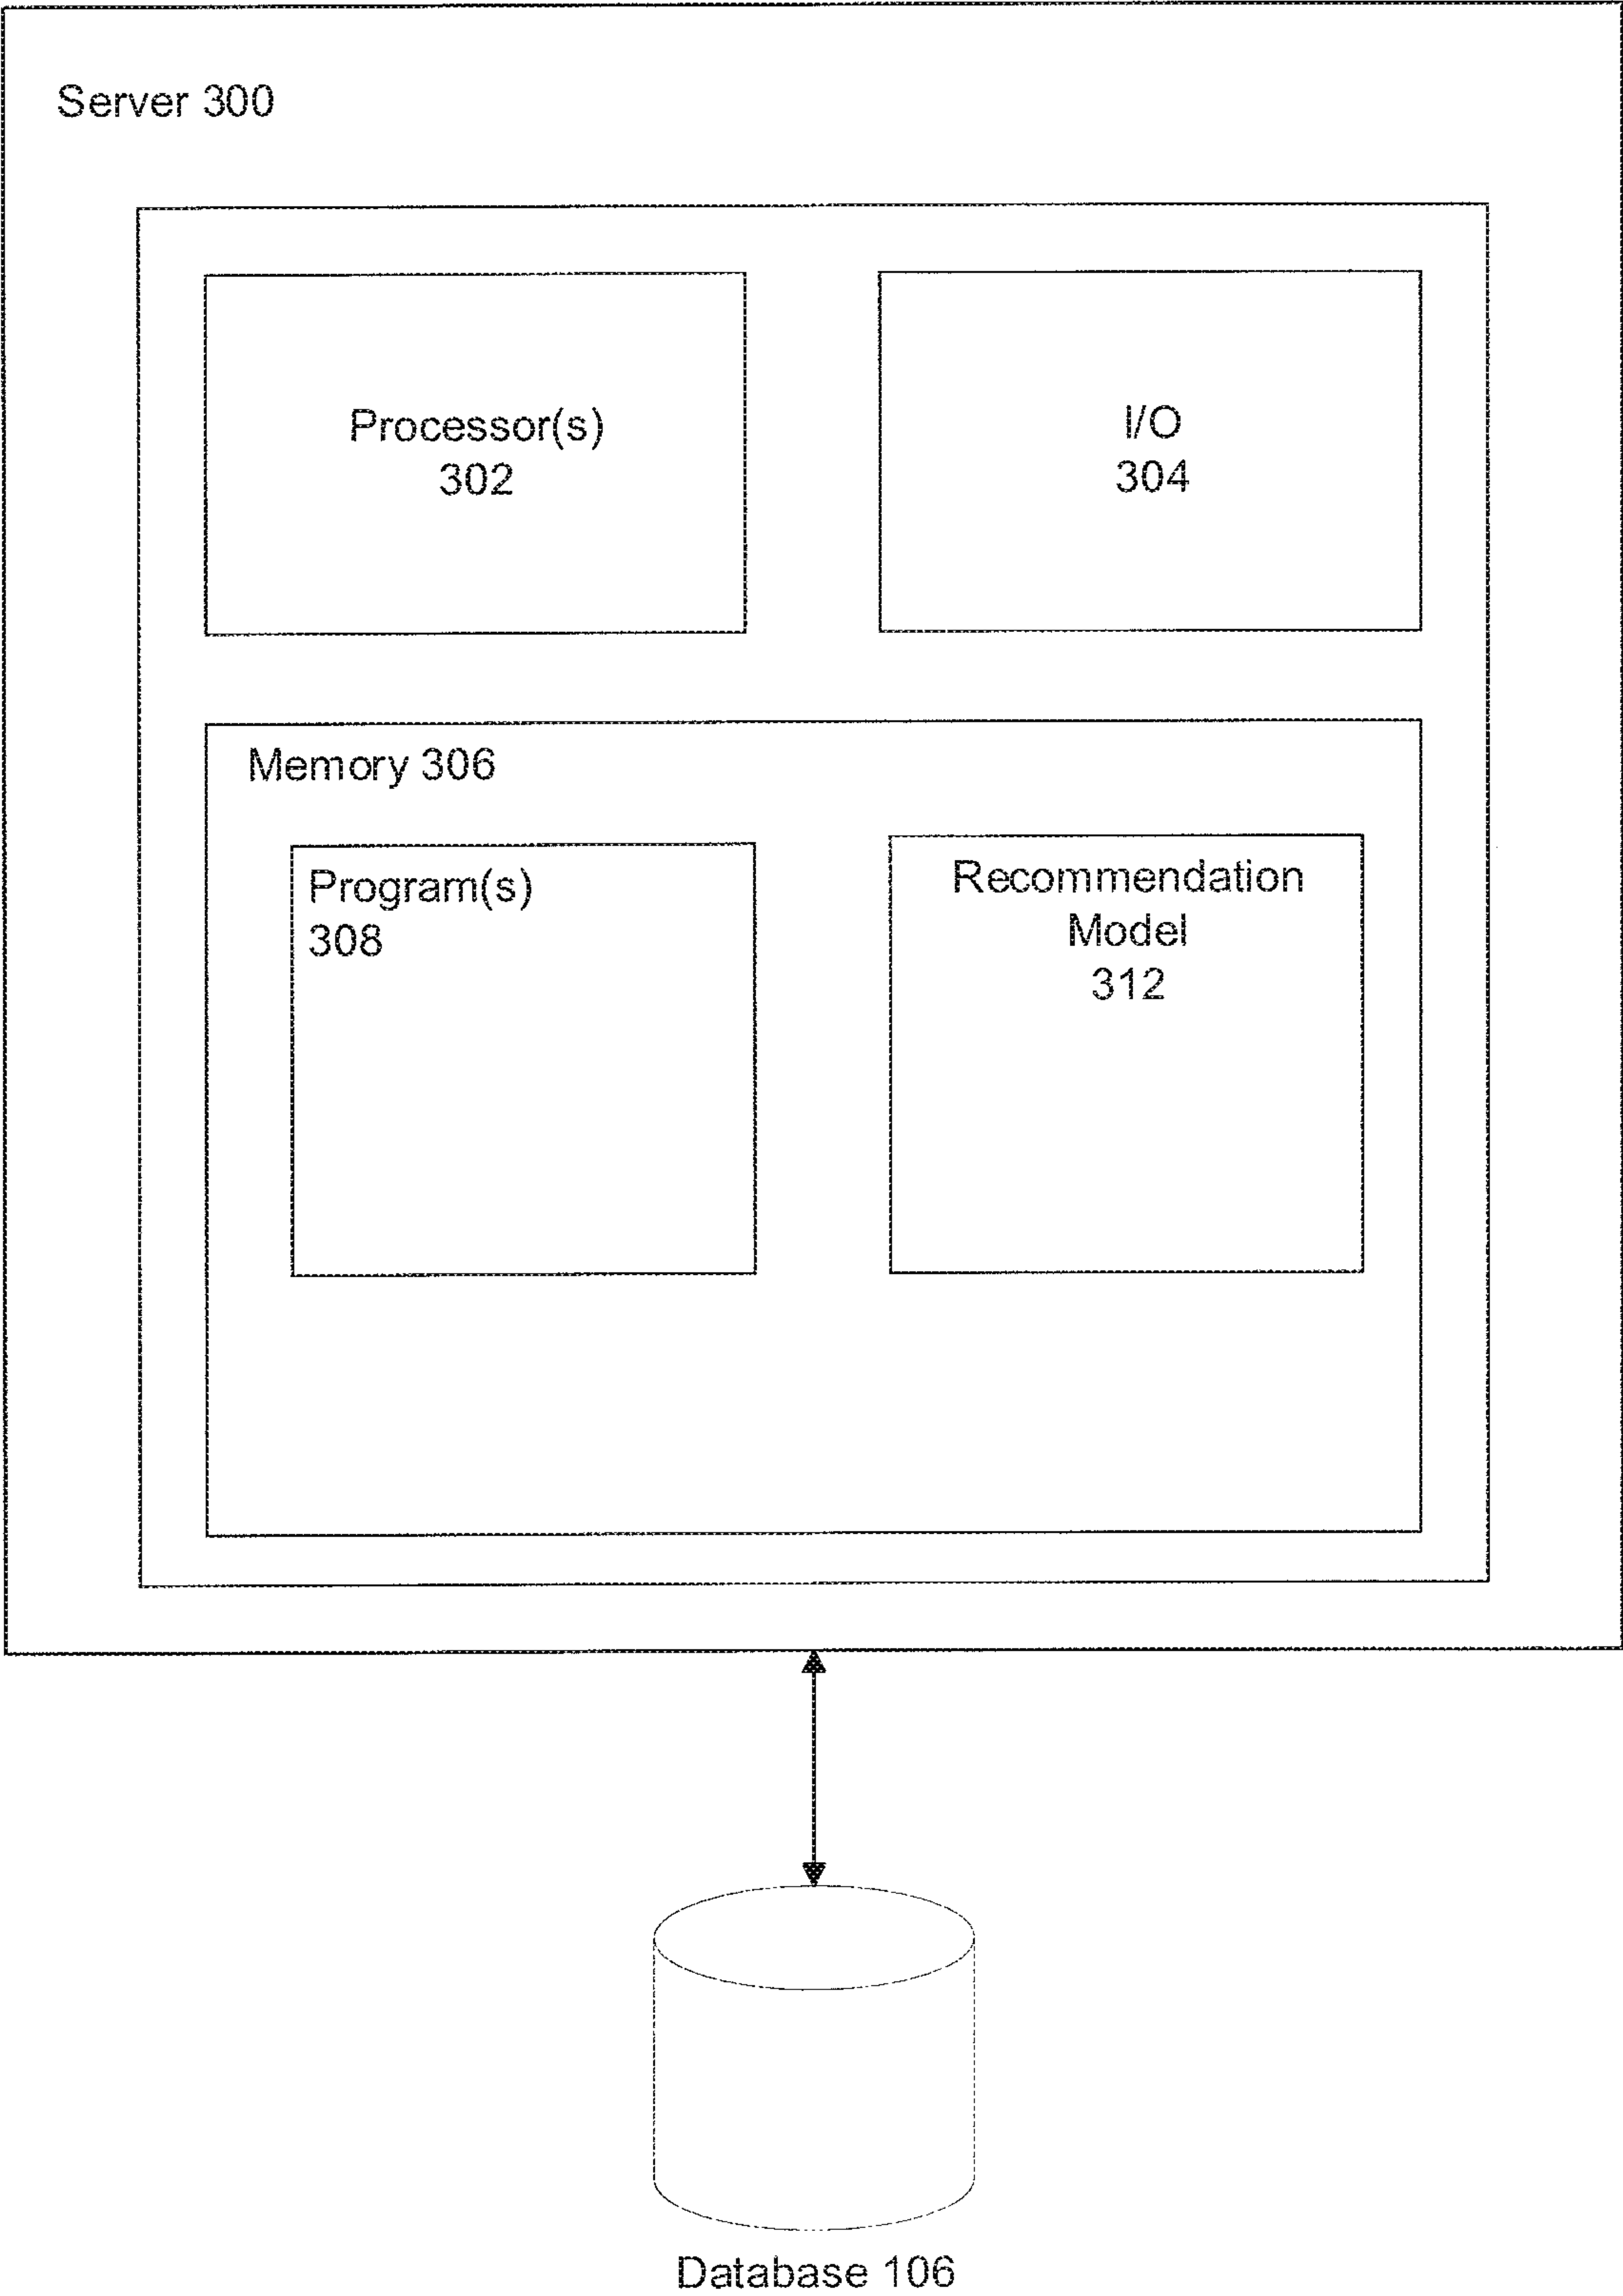 Server 300
Processor(s)
302
I/O
304
Memory 306
Program(s)
308
Recommendation
Model
312
Database 106